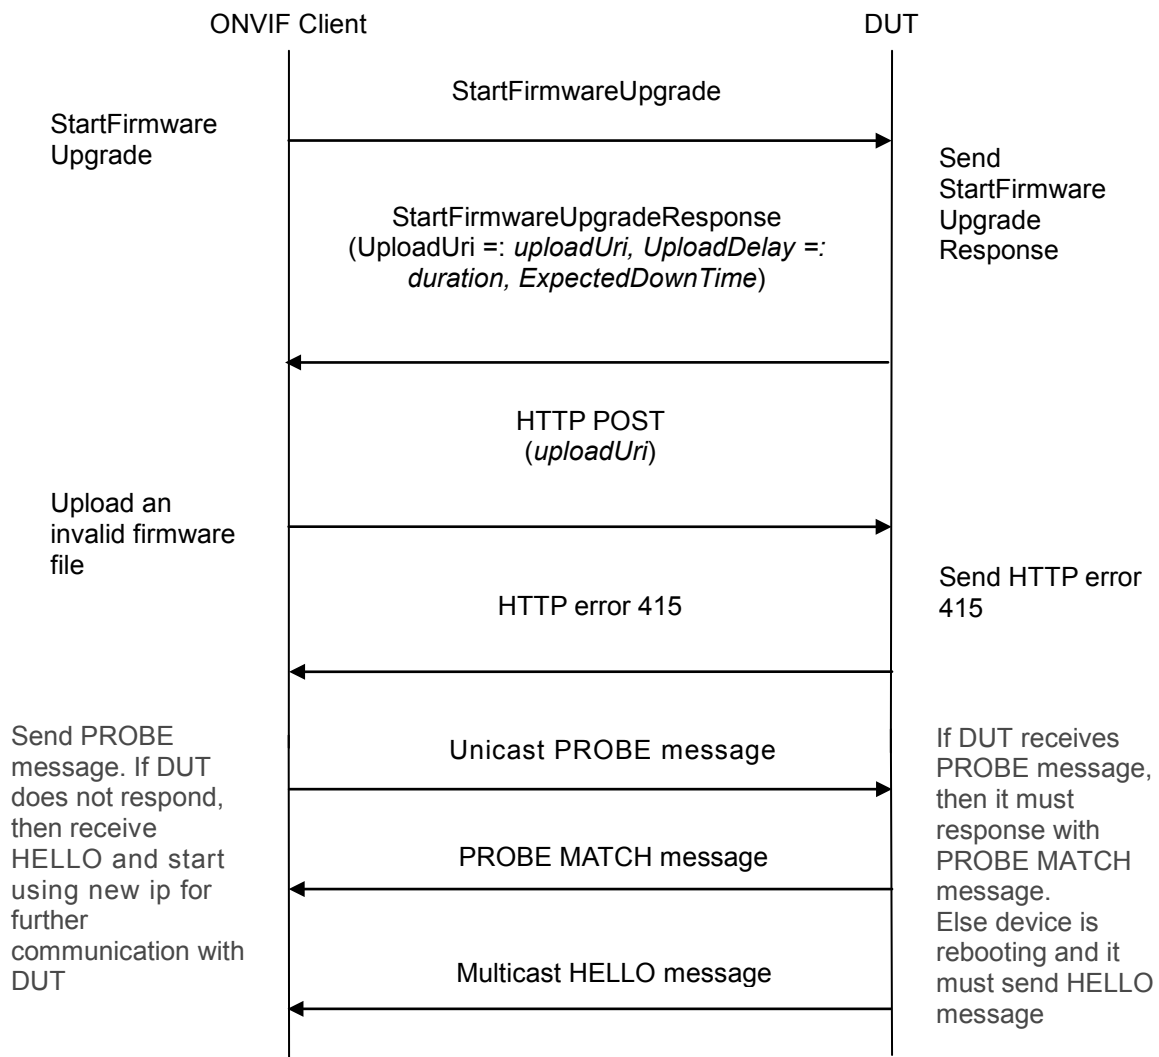 ONVIF Client
DUT
StartFirmwareUpgrade
StartFirmware
Upgrade
Send
StartFirmware
Upgrade
Response
StartFirmwareUpgradeResponse
(UploadUri =: uploadUri, UploadDelay =:
duration, ExpectedDownTime)
HTTP POST
(uploadUri)
Upload an
invalid firmware
file
Send HTTP error
415
HTTP error 415
Send PROBE
message. If DUT
does not respond,
then receive
HELLO and start
using new ip for
further
communication with
DUT
Unicast PROBE message
If DUT receives
PROBE message,
then it must
response with
PROBE MATCH
message.
Else device is
rebooting and it
must send HELLO
message
PROBE MATCH message
Multicast HELLO message